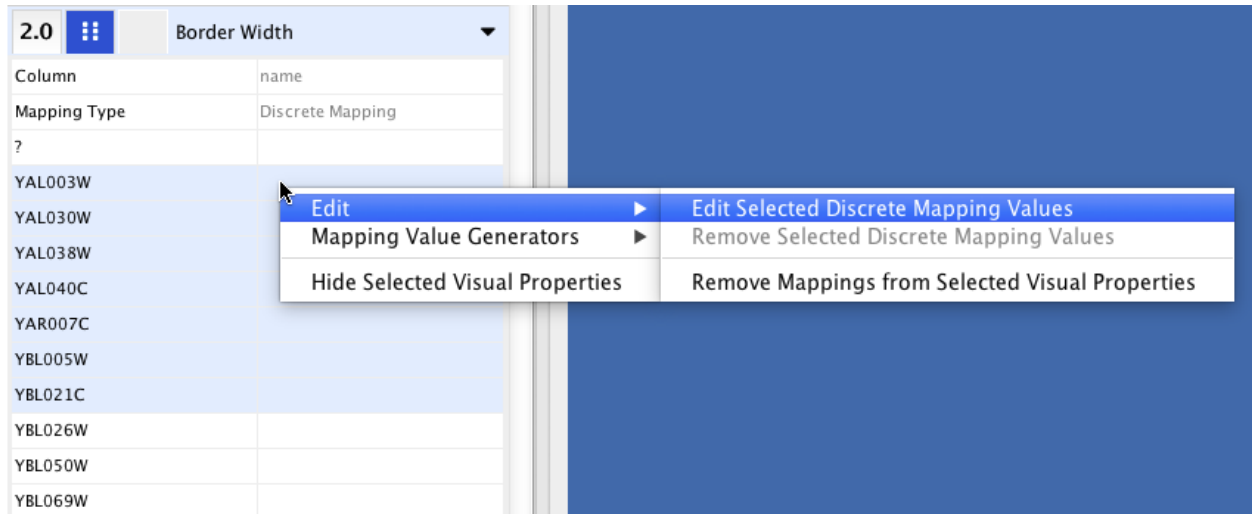 2.0 Border Width
Column name
Mapping Type Discrete Mapping
?
YAL003W
YAL030W
YAL038W
YAL040C
YAR007C
YBL005W
YBL021C
YBL026W
YBL050W
YBL069W
Edit
Mapping Value Generators
Hide Selected Visual Properties
Edit Selected Discrete Mapping Values
Remove Selected Discrete Mapping Values
Remove Mappings from Selected Visual Properties